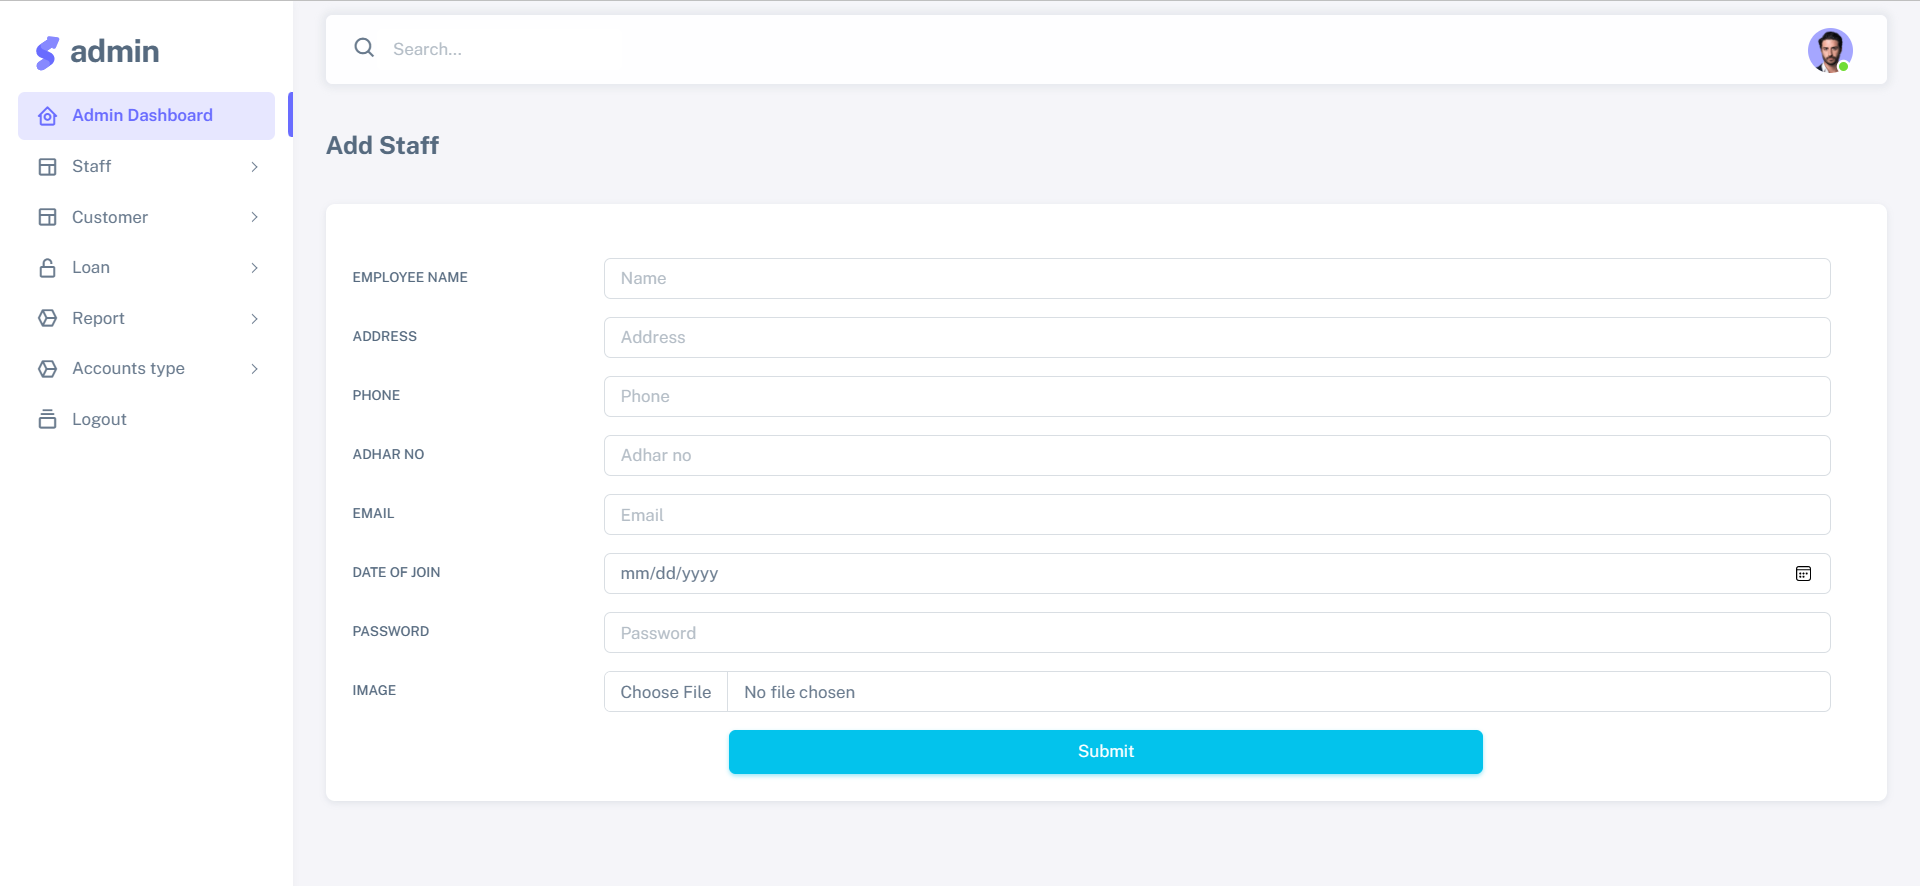 admin
Admin Dashboard
Staff
Customer
Loan
Report
Accounts type
Logout
Search...
Add Staff
EMPLOYEE NAME
Name
ADDRESS
Address
PHONE
Phone
ADHAR NO
Adhar no
EMAIL
Email
DATE OF JOIN
mm/dd/yyyy
PASSWORD
Password
IMAGE
Choose File No file chosen
Submit